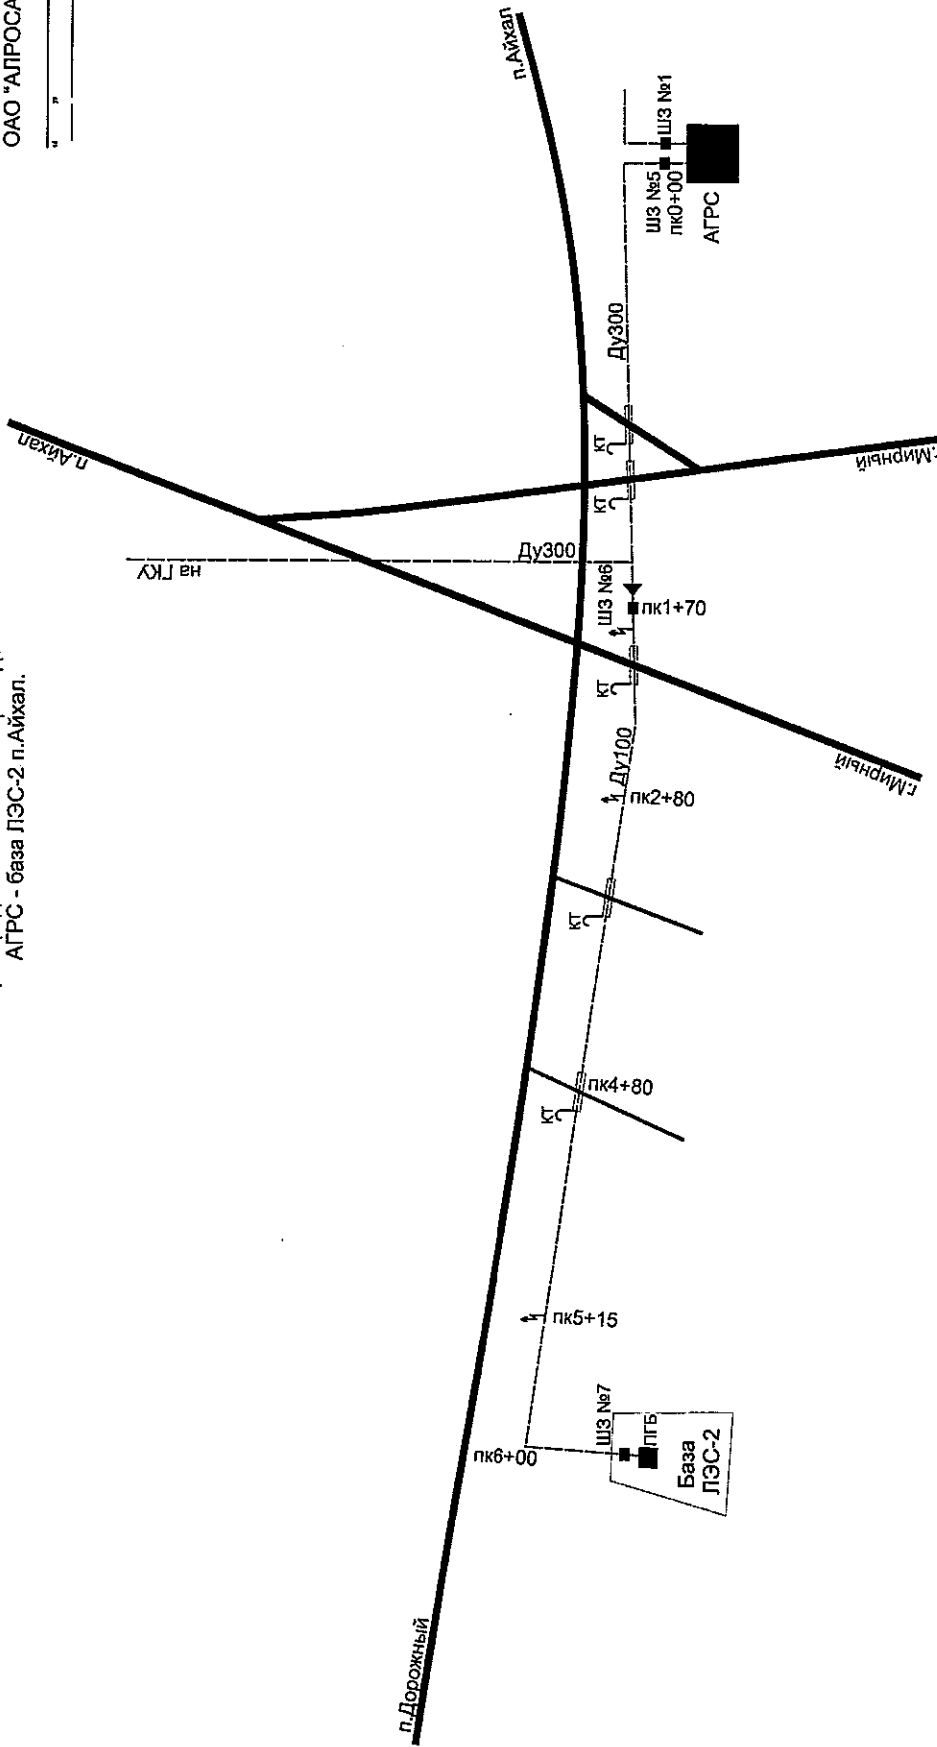 ОАО "АЛРОСА
" "
АГРС - база ЛЭС-2 п.Айхал.
п.Айхал
п.Айхал
ШЗ №1
ШЗ №5
пк0+00
АГРС
Ду300
кт
кт
г.Мирный
на ГКУ
Ду300
ШЗ №6
пк1+70
кт
г.Мирный
Ду100
пк2+80
кт
кт
пк4+80
пк5+15
пк6+00
ШЗ №7
ПГБ
База
ЛЭС-2
п.Дорожный